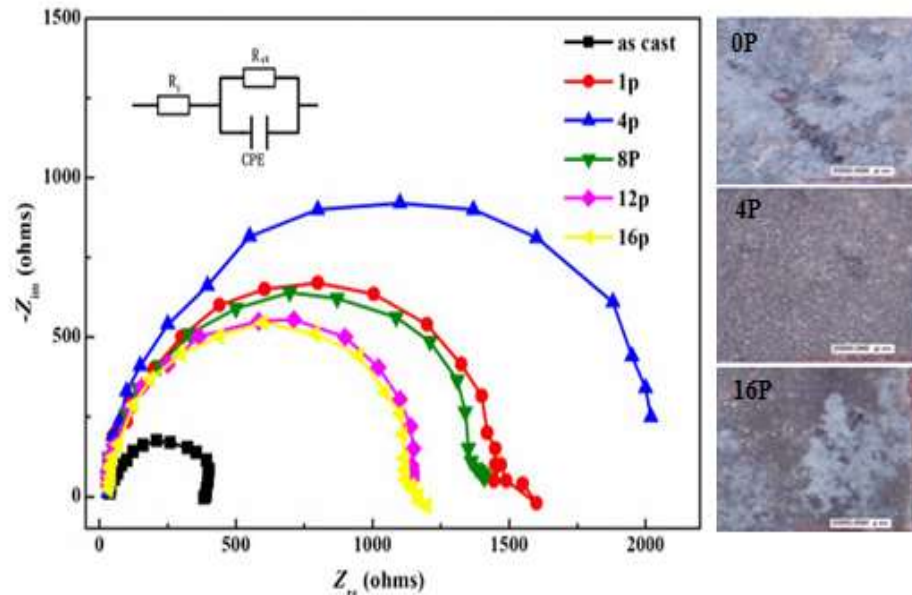 1500
1000
500
0
-Z_im (ohms)
0
500
1000
1500
2000
Z_re (ohms)
R_s
CPE
as cast
1p
4p
8P
12p
16p
0P
4P
16P